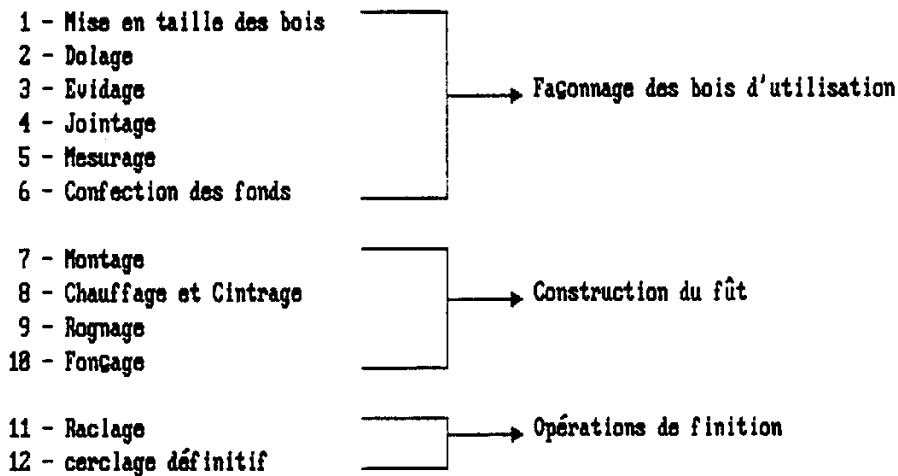 1 - Mise en taille des bois
2 - Dolage
3 - Evidage
Façonnage des bois d'utilisation
4 - Jointage
5 - Mesurage
6 - Confection des fonds
7 - Montage
8 - Chauffage et Cintrage
Construction du fût
9 - Rognage
10 - Fonçage
11 - Raclage
Opérations de finition
12 - cerclage définitif